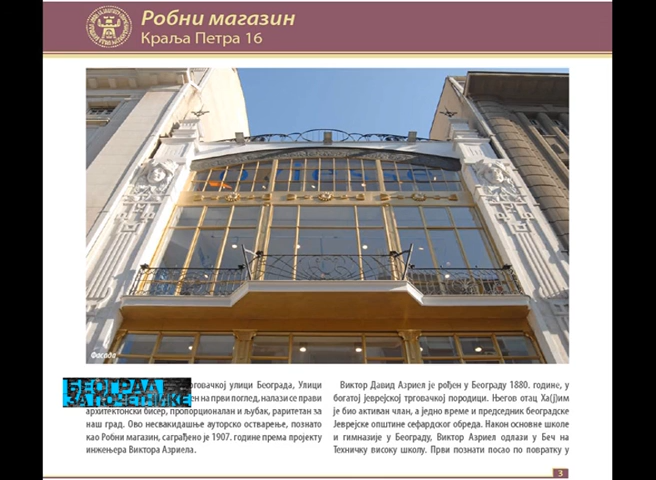 Робни магазин
Краља Петра 16
Фасада
БЕОГРАД
ЗА ПОЧЕТНИКЕ
трговачкој улици Београда, Улици
на први поглед, налази се прави
архитектонски бисер, пропорционалан и љубак, раритетан за
наш град. Ово несвакидашње ауторско остварење, познато
као Робни магазин, саграђено је 1907. године према пројекту
инжењера Виктора Азриела.
Виктор Давид Азриел је рођен у Београду 1880. године, у
богатој јеврејској трговачкој породици. Његов отац Ха(ј)им
је био активан члан, а једно време и председник београдске
Јеврејске општине сефардског обреда. Након основне школе
и гимназије у Београду, Виктор Азриел одлази у Беч на
Техничку високу школу. Први познати посао по повратку у
3